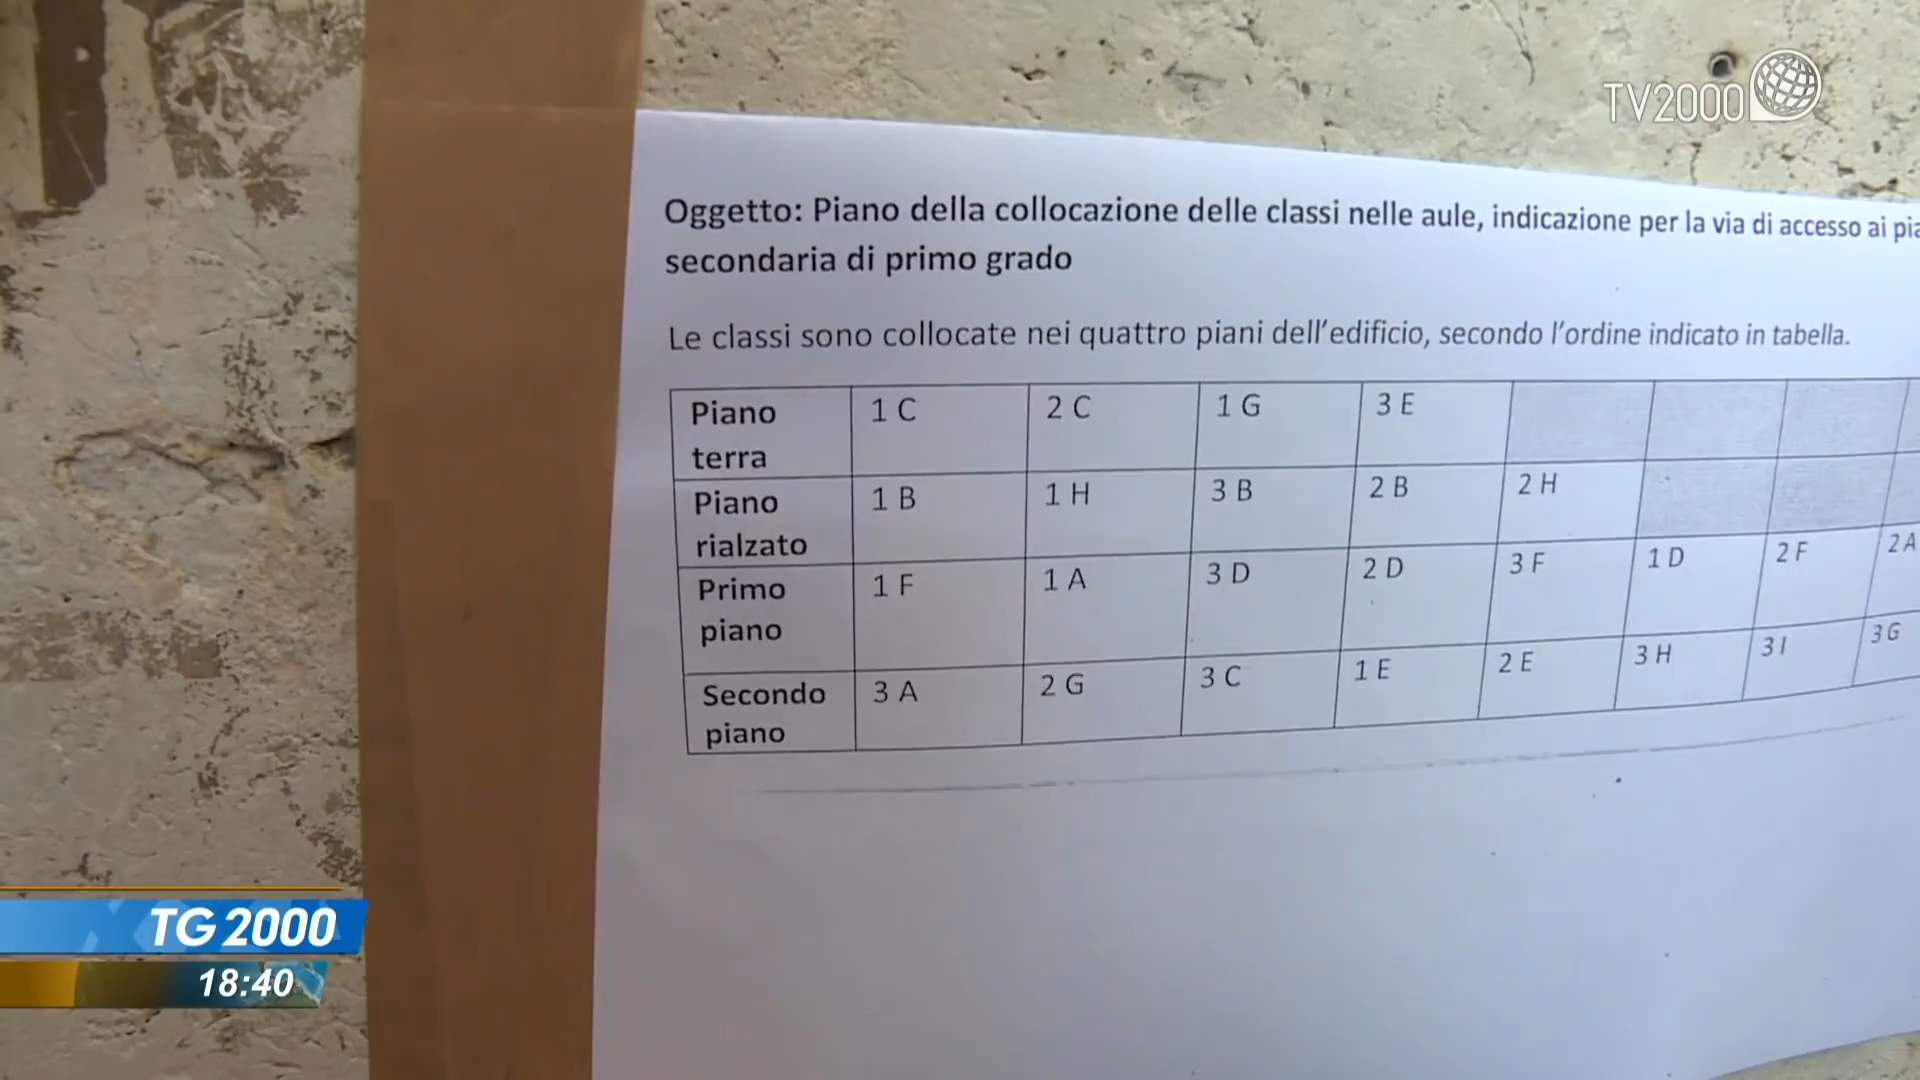 TV2000
Oggetto: Piano della collocazione delle classi nelle aule, indicazione per la via di accesso ai
secondaria di primo grado
Le classi sono collocate nei quattro piani dell'edificio, secondo l'ordine indicato in tabella.
Piano terra 1 C 2 C 1 G 3 E
Piano rialzato 1 B 1 H 3 B 2 B 2 H
Primo piano 1 F 1 A 3 D 2 D 3 F 1 D 2 F 2 A
Secondo piano 3 A 2 G 3 C 1 E 2 E 3 H 3 I 3 G
TG 2000
18:40